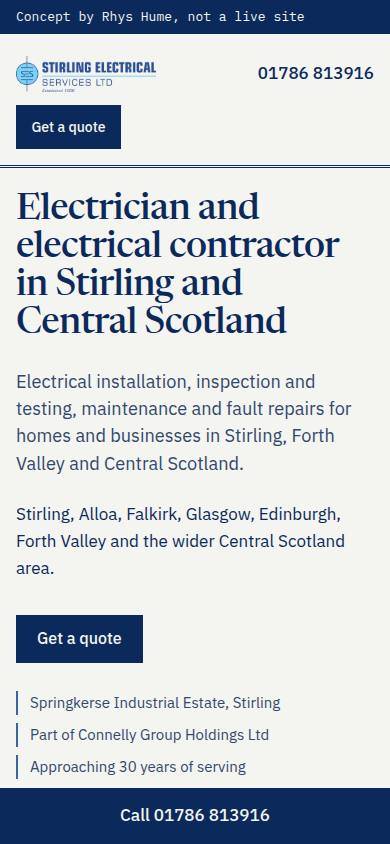 Concept by Rhys Hume, not a live site
SES
STIRLING ELECTRICAL
SERVICES LTD
Established 1996
01786 813916
Get a quote
Electrician and
electrical contractor
in Stirling and
Central Scotland
Electrical installation, inspection and
testing, maintenance and fault repairs for
homes and businesses in Stirling, Forth
Valley and Central Scotland.
Stirling, Alloa, Falkirk, Glasgow, Edinburgh,
Forth Valley and the wider Central Scotland
area.
Get a quote
Springkerse Industrial Estate, Stirling
Part of Connelly Group Holdings Ltd
Approaching 30 years of serving
Call 01786 813916